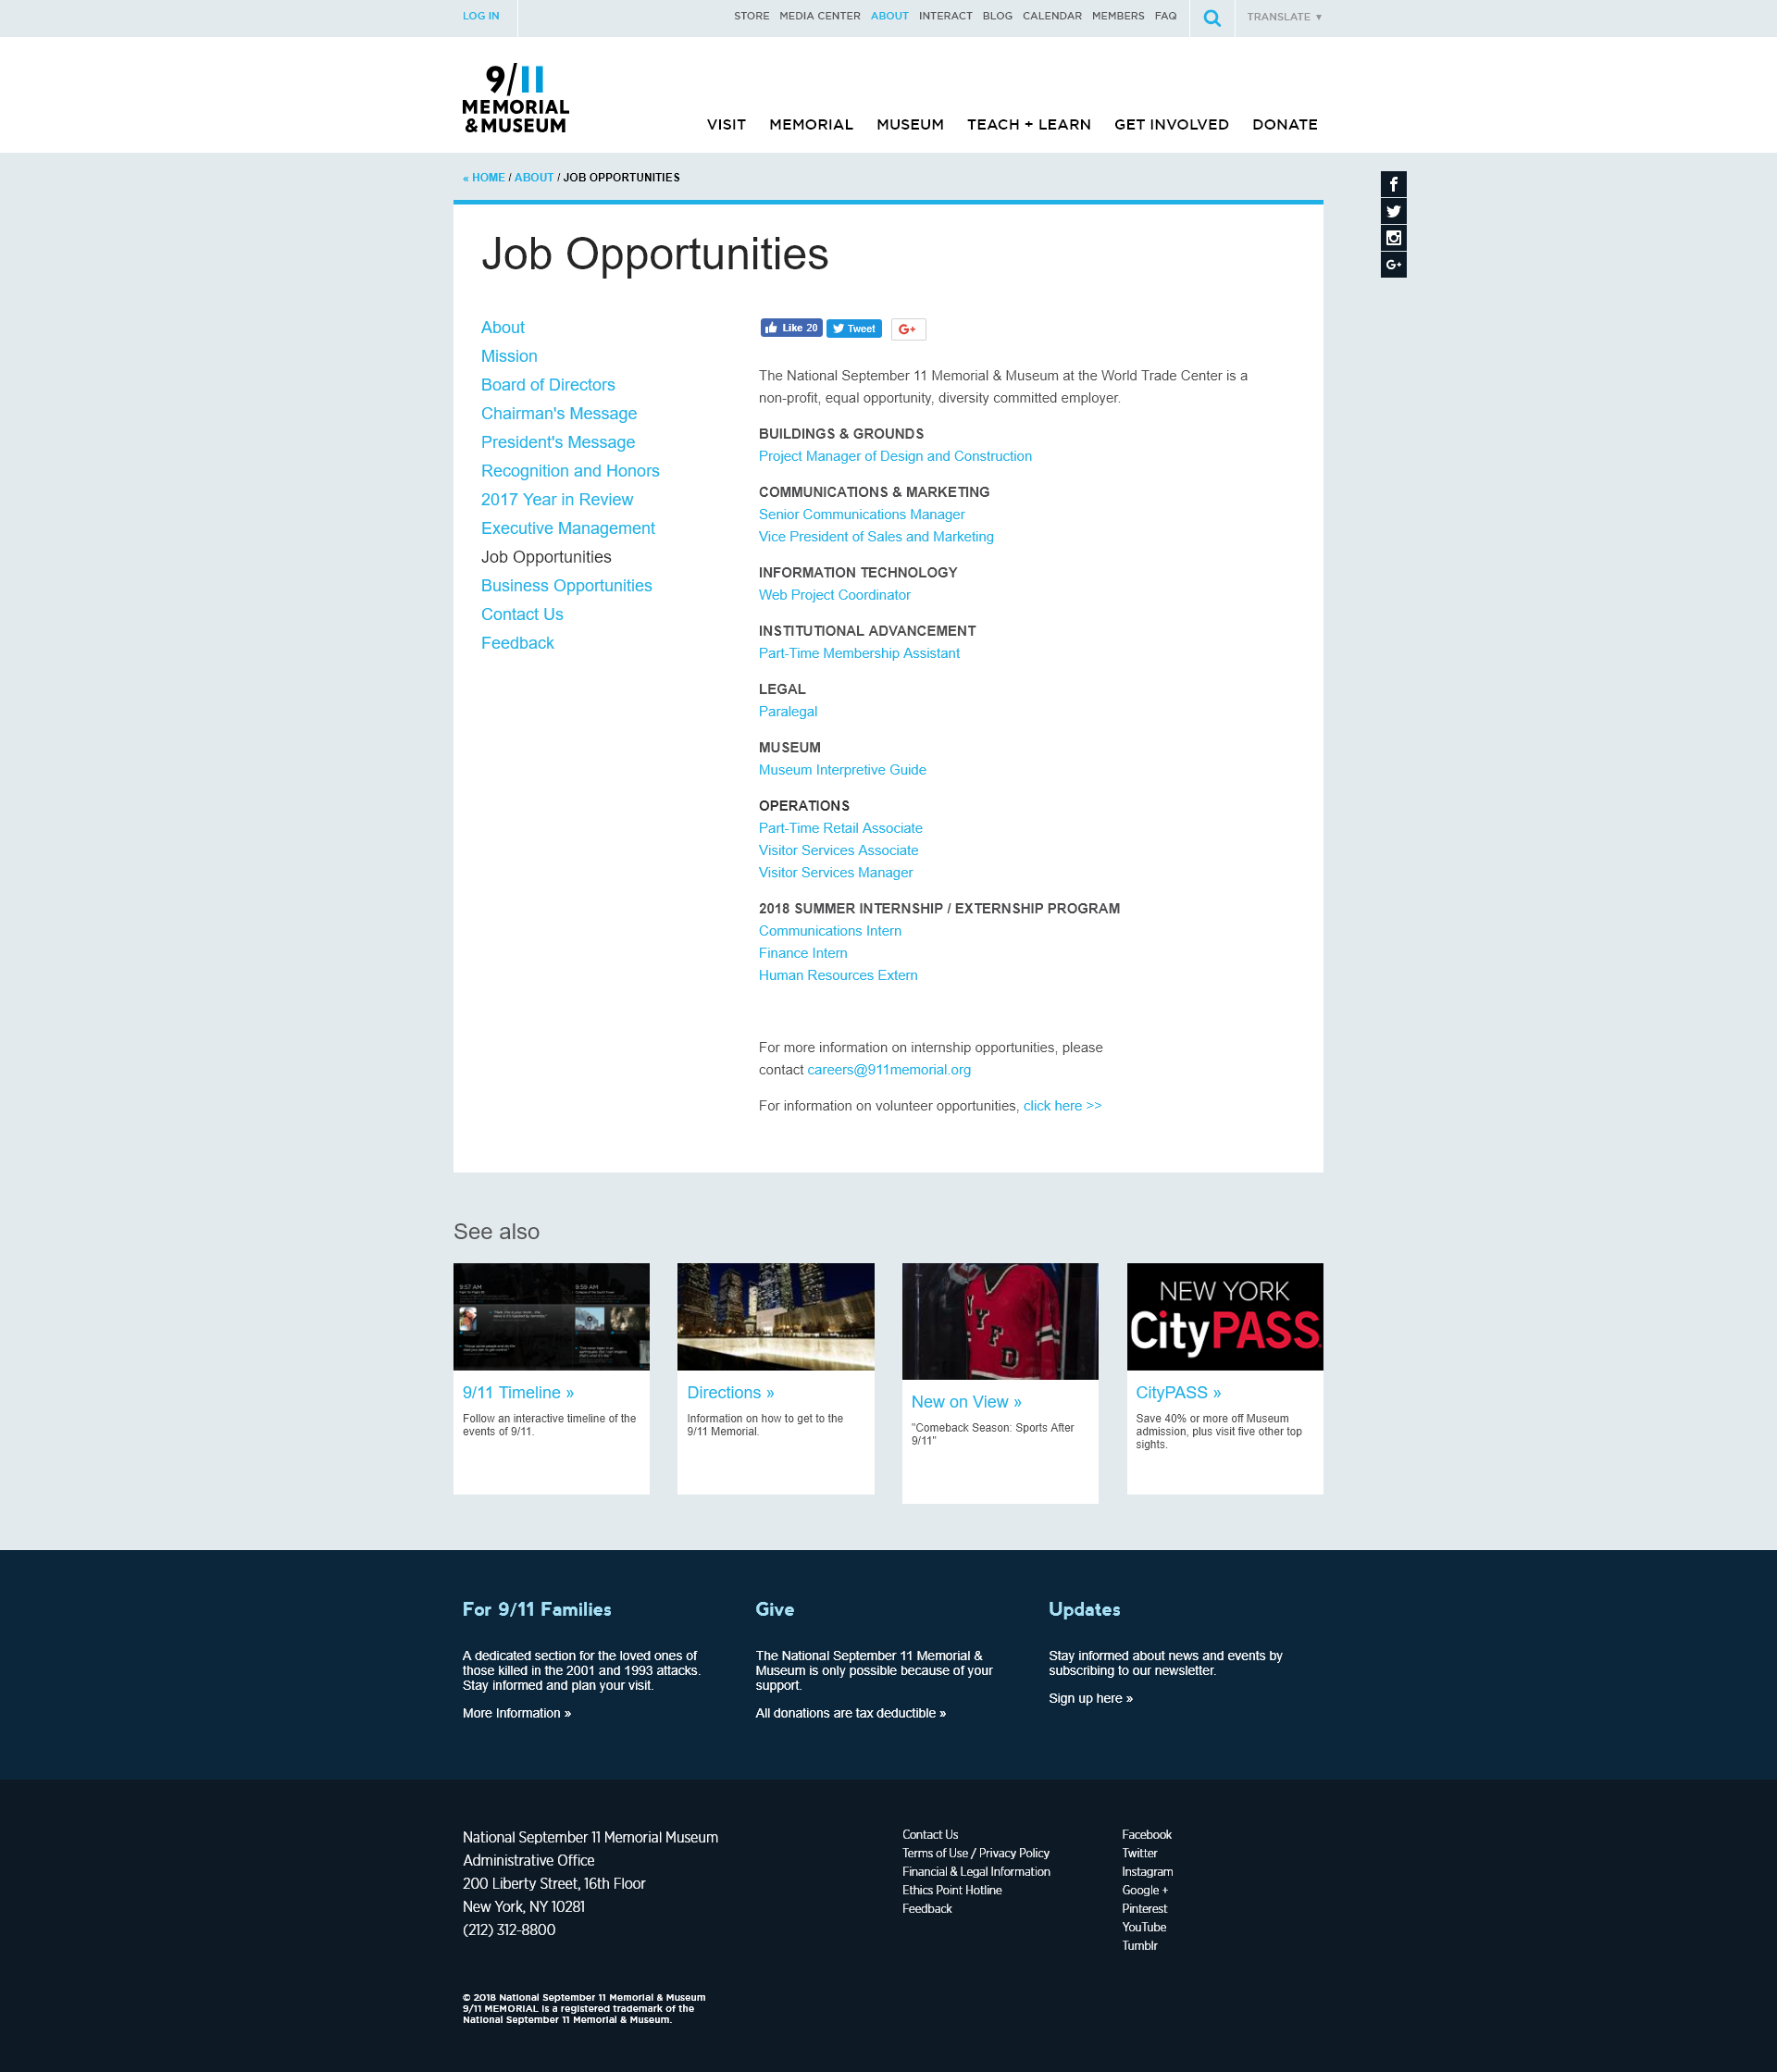 LOG IN
STORE MEDIA CENTER ABOUT INTERACT BLOG CALENDAR MEMBERS FAQ
TRANSLATE ▼
9/11
MEMORIAL
&MUSEUM
VISIT MEMORIAL MUSEUM TEACH + LEARN GET INVOLVED DONATE
« HOME / ABOUT / JOB OPPORTUNITIES
Job Opportunities
About
Mission
Board of Directors
Chairman's Message
President's Message
Recognition and Honors
2017 Year in Review
Executive Management
Job Opportunities
Business Opportunities
Contact Us
Feedback
Like 20
Tweet
G+
The National September 11 Memorial & Museum at the World Trade Center is a
non-profit, equal opportunity, diversity committed employer.
BUILDINGS & GROUNDS
Project Manager of Design and Construction
COMMUNICATIONS & MARKETING
Senior Communications Manager
Vice President of Sales and Marketing
INFORMATION TECHNOLOGY
Web Project Coordinator
INSTITUTIONAL ADVANCEMENT
Part-Time Membership Assistant
LEGAL
Paralegal
MUSEUM
Museum Interpretive Guide
OPERATIONS
Part-Time Retail Associate
Visitor Services Associate
Visitor Services Manager
2018 SUMMER INTERNSHIP / EXTERNSHIP PROGRAM
Communications Intern
Finance Intern
Human Resources Extern
For more information on internship opportunities, please
contact careers@911memorial.org
For information on volunteer opportunities, click here >>
See also
9:57 AM
9:59 AM
9/11 Timeline »
Follow an interactive timeline of the
events of 9/11.
Directions »
Information on how to get to the
9/11 Memorial.
NYFD
New on View »
"Comeback Season: Sports After
9/11"
NEW YORK
CityPASS
CityPASS »
Save 40% or more off Museum
admission, plus visit five other top
sights.
For 9/11 Families
A dedicated section for the loved ones of
those killed in the 2001 and 1993 attacks.
Stay informed and plan your visit.
More Information »
Give
The National September 11 Memorial &
Museum is only possible because of your
support.
All donations are tax deductible »
Updates
Stay informed about news and events by
subscribing to our newsletter.
Sign up here »
National September 11 Memorial Museum
Administrative Office
200 Liberty Street, 16th Floor
New York, NY 10281
(212) 312-8800
Contact Us
Terms of Use / Privacy Policy
Financial & Legal Information
Ethics Point Hotline
Feedback
Facebook
Twitter
Instagram
Google +
Pinterest
YouTube
Tumblr
© 2018 National September 11 Memorial & Museum
9/11 MEMORIAL is a registered trademark of the
National September 11 Memorial & Museum.